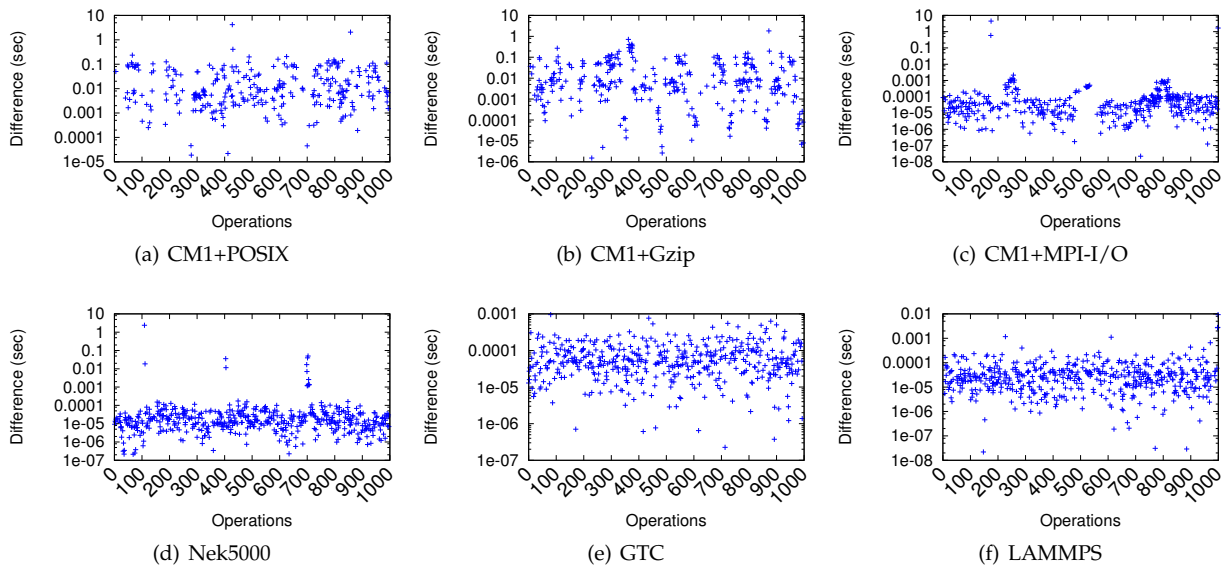 Difference (sec)
10
1
0.1
0.01
0.001
0.0001
1e-05
0 100 200 300 400 500 600 700 800 900 1000
Operations
(a) CM1+POSIX
Difference (sec)
10
1
0.1
0.01
0.001
0.0001
1e-05
1e-06
0 100 200 300 400 500 600 700 800 900 1000
Operations
(b) CM1+Gzip
Difference (sec)
10
1
0.1
0.01
0.001
0.0001
1e-05
1e-06
1e-07
1e-08
0 100 200 300 400 500 600 700 800 900 1000
Operations
(c) CM1+MPI-I/O
Difference (sec)
10
1
0.1
0.01
0.001
0.0001
1e-05
1e-06
1e-07
0 100 200 300 400 500 600 700 800 900 1000
Operations
(d) Nek5000
Difference (sec)
0.001
0.0001
1e-05
1e-06
1e-07
0 100 200 300 400 500 600 700 800 900 1000
Operations
(e) GTC
Difference (sec)
0.01
0.001
0.0001
1e-05
1e-06
1e-07
1e-08
0 100 200 300 400 500 600 700 800 900 1000
Operations
(f) LAMMPS